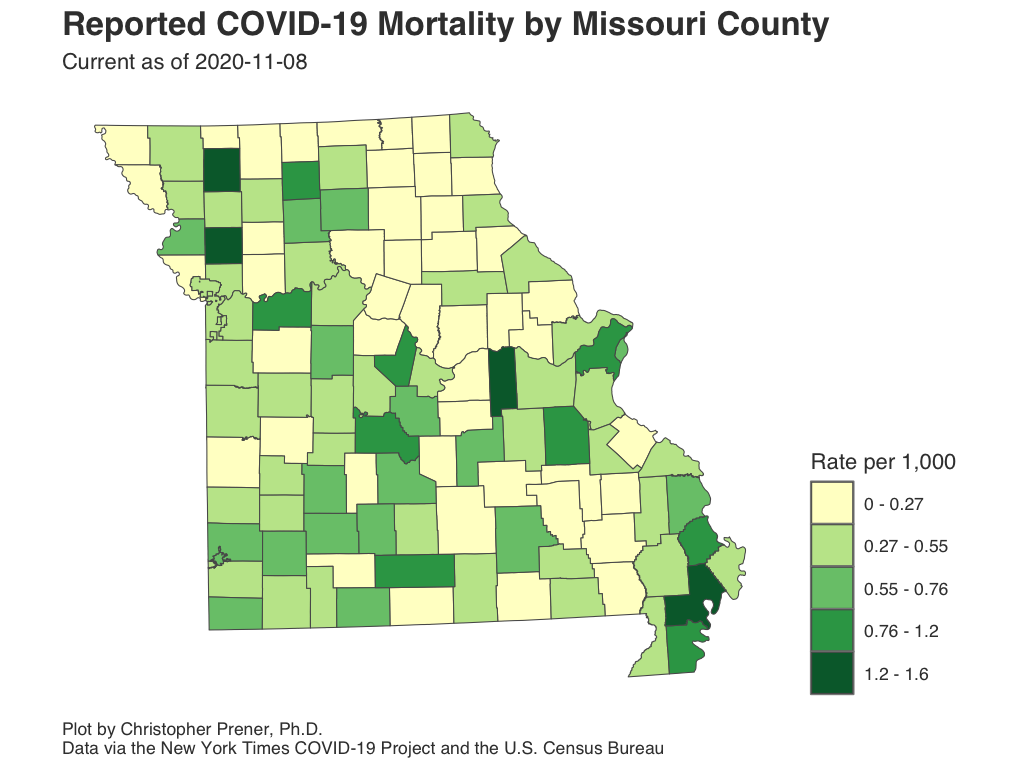 Reported COVID-19 Mortality by Missouri County
Current as of 2020-11-08
Rate per 1,000
0 - 0.27
0.27 - 0.55
0.55 - 0.76
0.76 - 1.2
1.2 - 1.6
Plot by Christopher Prener, Ph.D.
Data via the New York Times COVID-19 Project and the U.S. Census Bureau